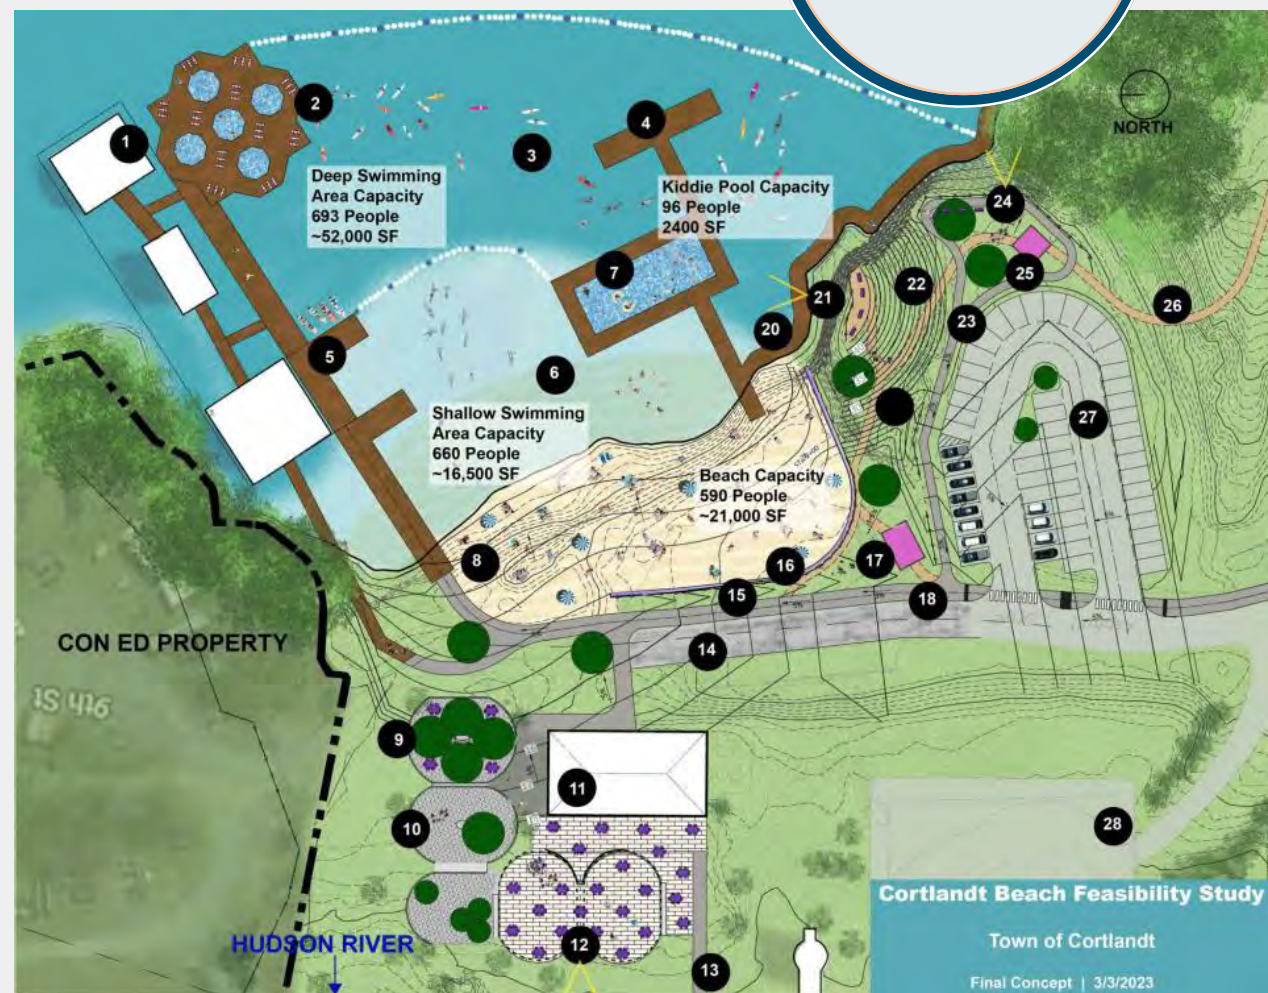 NORTH
1
2
3
4
Deep Swimming
Area Capacity
693 People
~52,000 SF
Kiddie Pool Capacity
96 People
2400 SF
24
7
25
21
22
26
20
23
5
6
27
Shallow Swimming
Area Capacity
660 People
~16,500 SF
Beach Capacity
590 People
~21,000 SF
8
16
17
15
18
CON ED PROPERTY
14
9th St
9
11
10
28
Cortlandt Beach Feasibility Study
Town of Cortlandt
Final Concept | 3/3/2023
HUDSON RIVER
12
13